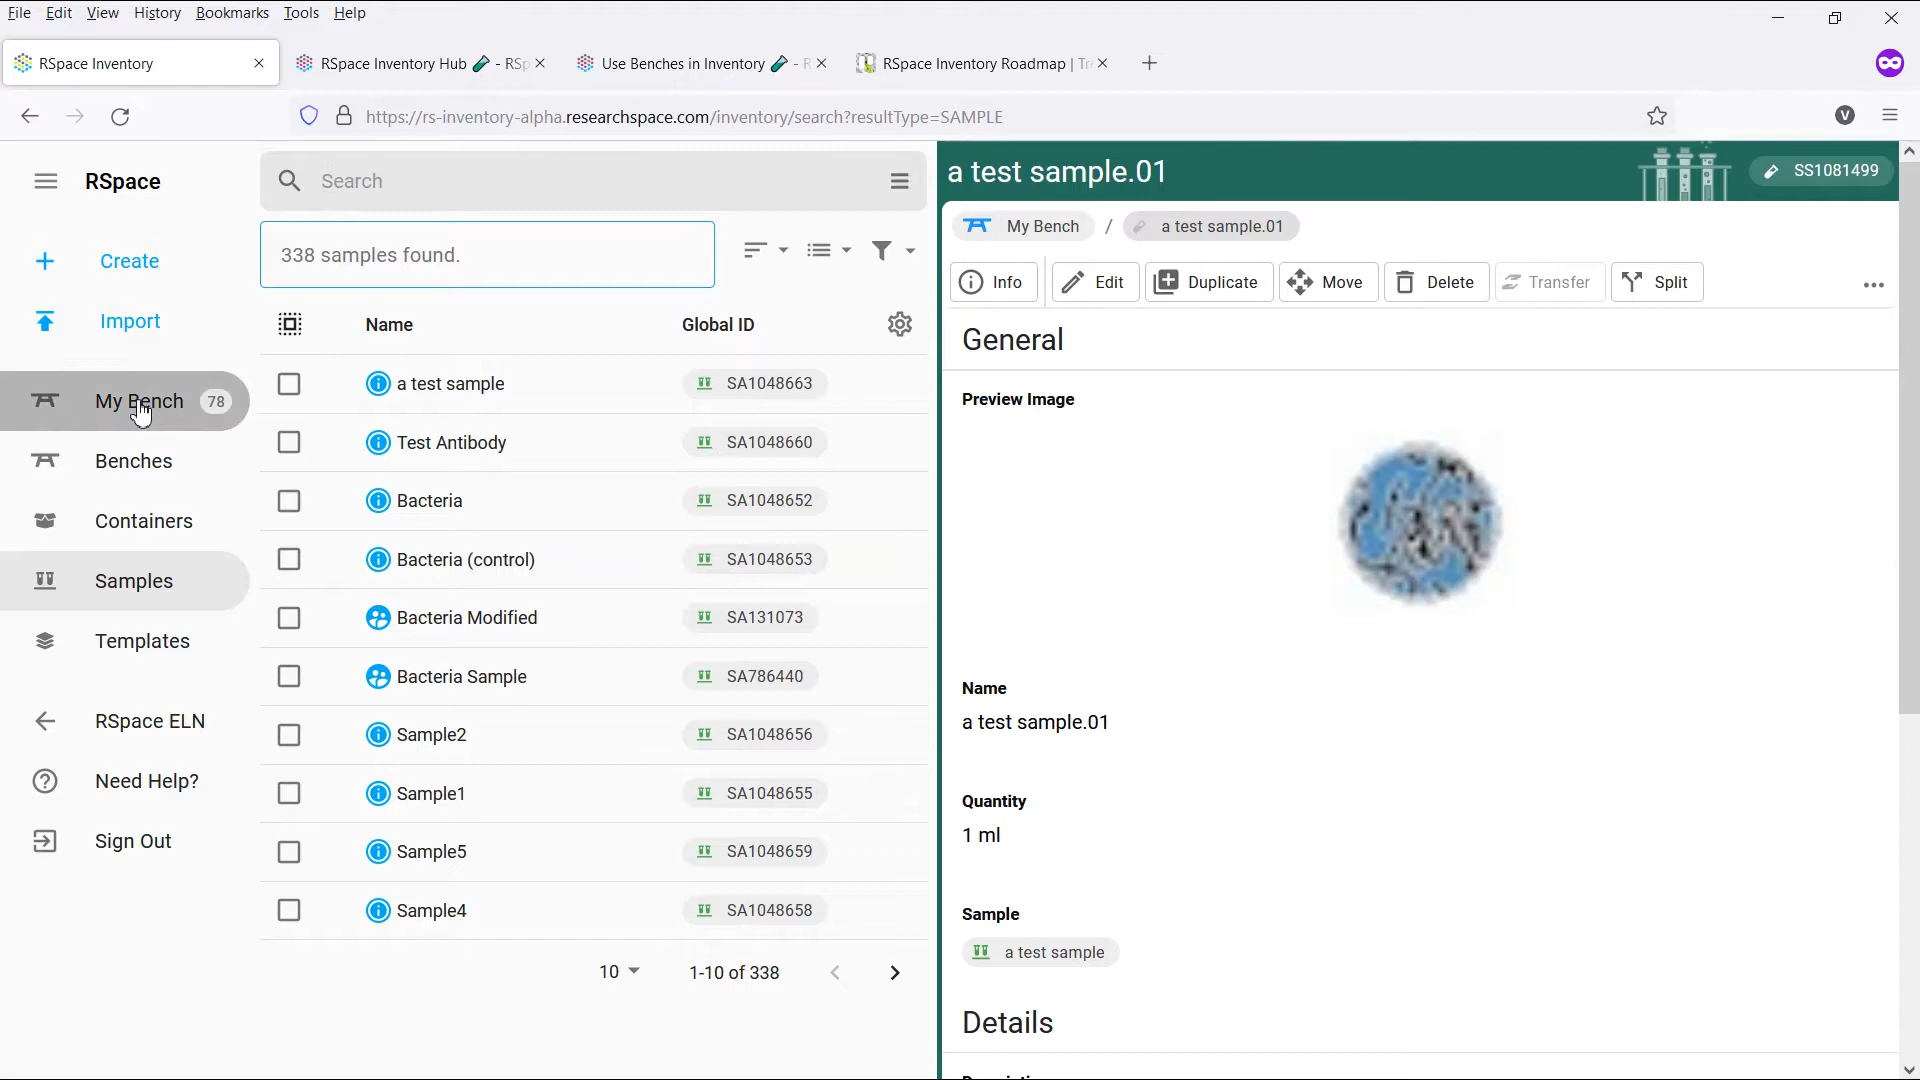 File Edit View History Bookmarks Tools Help
RSpace Inventory
RSpace Inventory Hub - RSp
Use Benches in Inventory - R
RSpace Inventory Roadmap | Tr
https://rs-inventory-alpha.researchspace.com/inventory/search?resultType=SAMPLE
V
RSpace
Create
Import
My Bench 78
Benches
Containers
Samples
Templates
RSpace ELN
Need Help?
Sign Out
Search
338 samples found.
Name Global ID
a test sample SA1048663
Test Antibody SA1048660
Bacteria SA1048652
Bacteria (control) SA1048653
Bacteria Modified SA131073
Bacteria Sample SA786440
Sample2 SA1048656
Sample1 SA1048655
Sample5 SA1048659
Sample4 SA1048658
10 1-10 of 338
a test sample.01 SS1081499
My Bench / a test sample.01
Info Edit Duplicate Move Delete Transfer Split
General
Preview Image
Name
a test sample.01
Quantity
1 ml
Sample
a test sample
Details